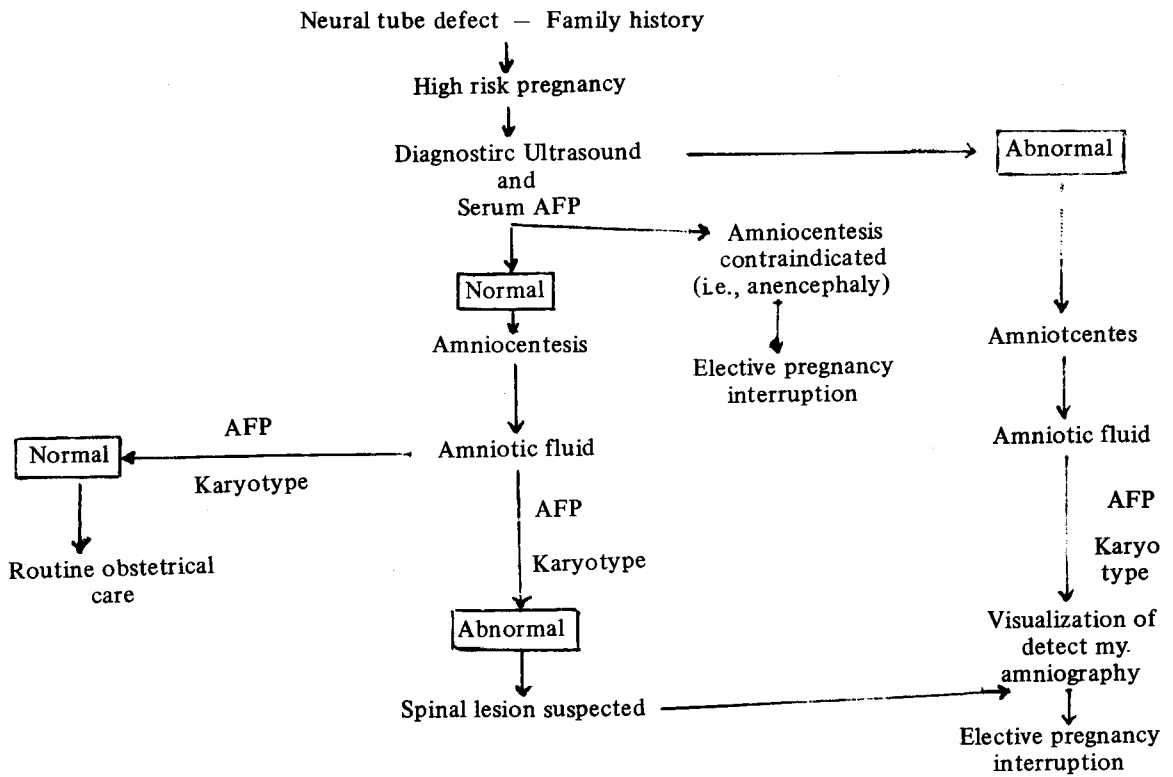 Neural tube defect – Family history
High risk pregnancy
Diagnostirc Ultrasound
and
Serum AFP
Abnormal
Amniocentesis
contraindicated
(i.e., anencephaly)
Elective pregnancy
interruption
Normal
Amniocentesis
Amniotic fluid
AFP
Karyotype
Normal
Routine obstetrical
care
AFP
Karyotype
Abnormal
Spinal lesion suspected
Amniotcentes
Amniotic fluid
AFP
Karyo
type
Visualization of
detect my.
amniography
Elective pregnancy
interruption